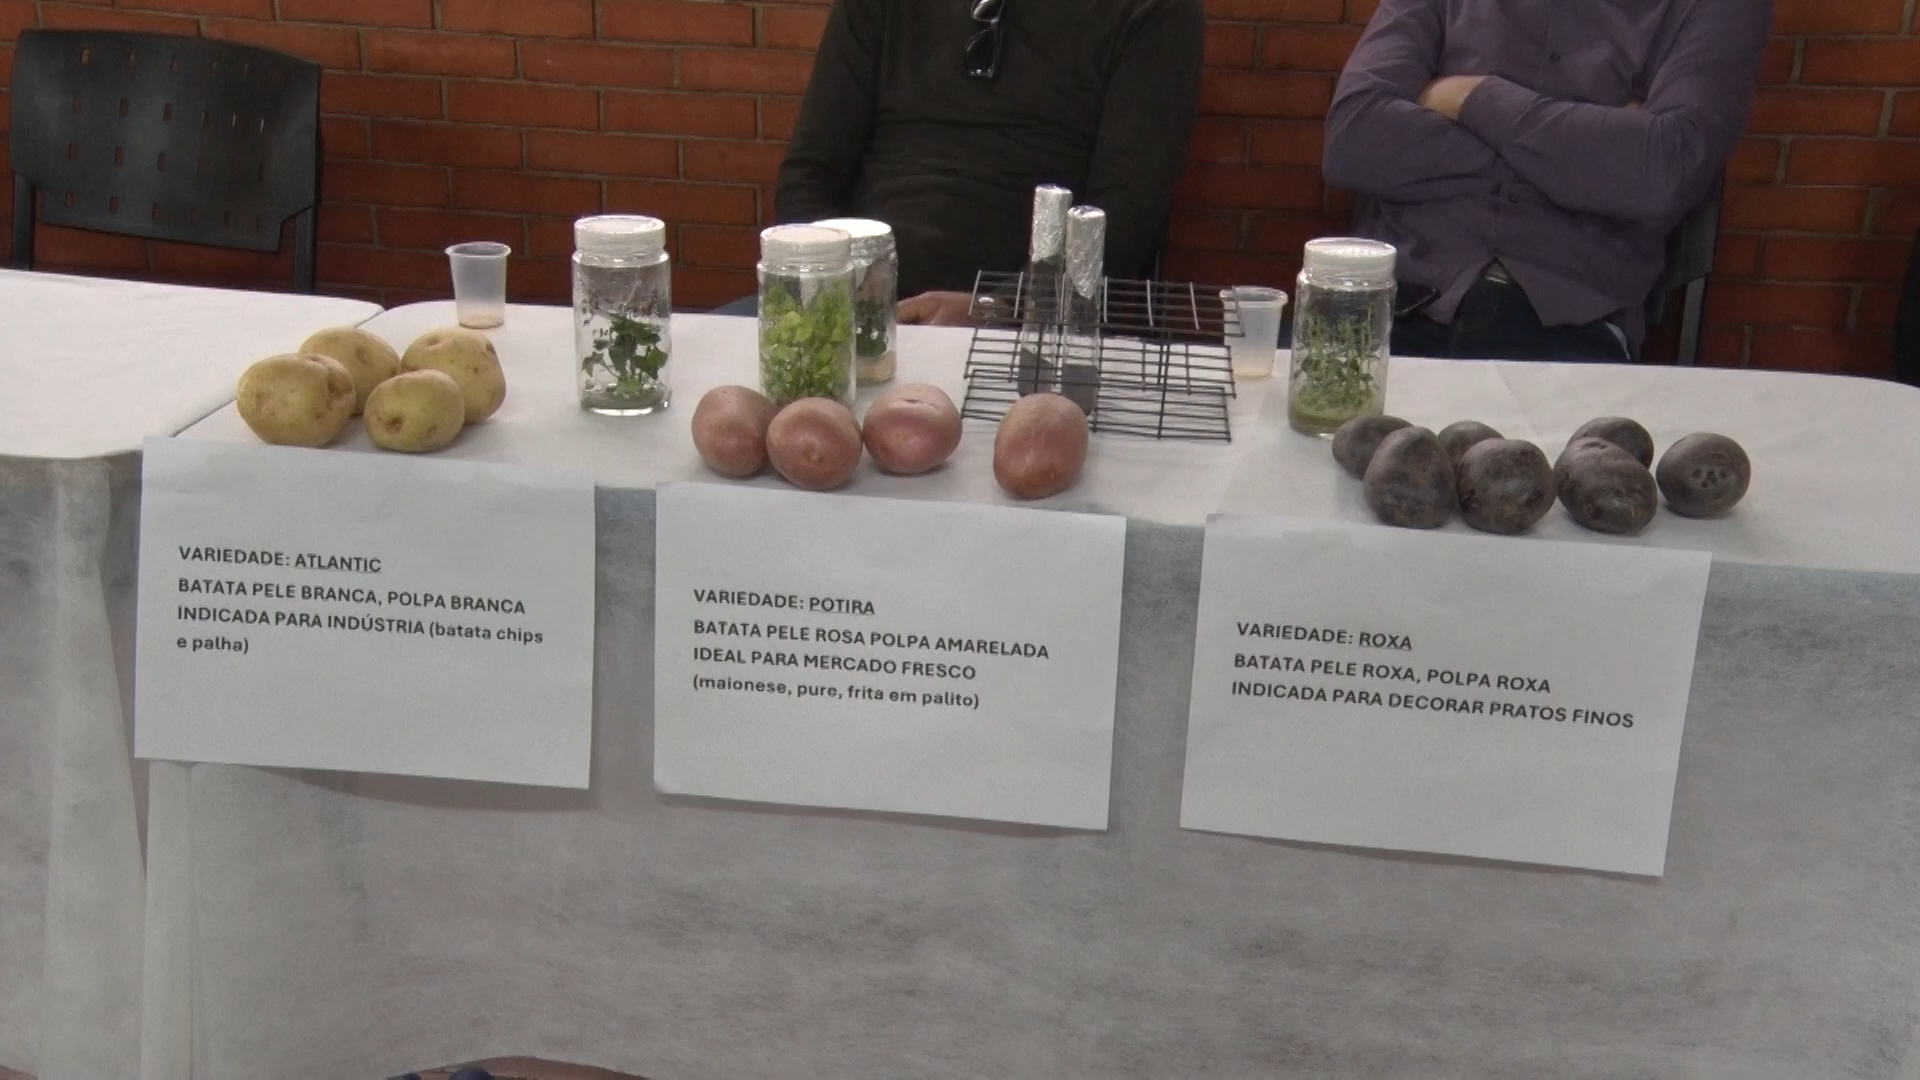 VARIEDADE: ATLANTIC
BATATA PELE BRANCA, POLPA BRANCA
INDICADA PARA INDÚSTRIA (batata chips
e palha)
VARIEDADE: POTIRA
BATATA PELE ROSA POLPA AMARELADA
IDEAL PARA MERCADO FRESCO
(maionese, pure, frita em palito)
VARIEDADE: ROXA
BATATA PELE ROXA, POLPA ROXA
INDICADA PARA DECORAR PRATOS FINOS